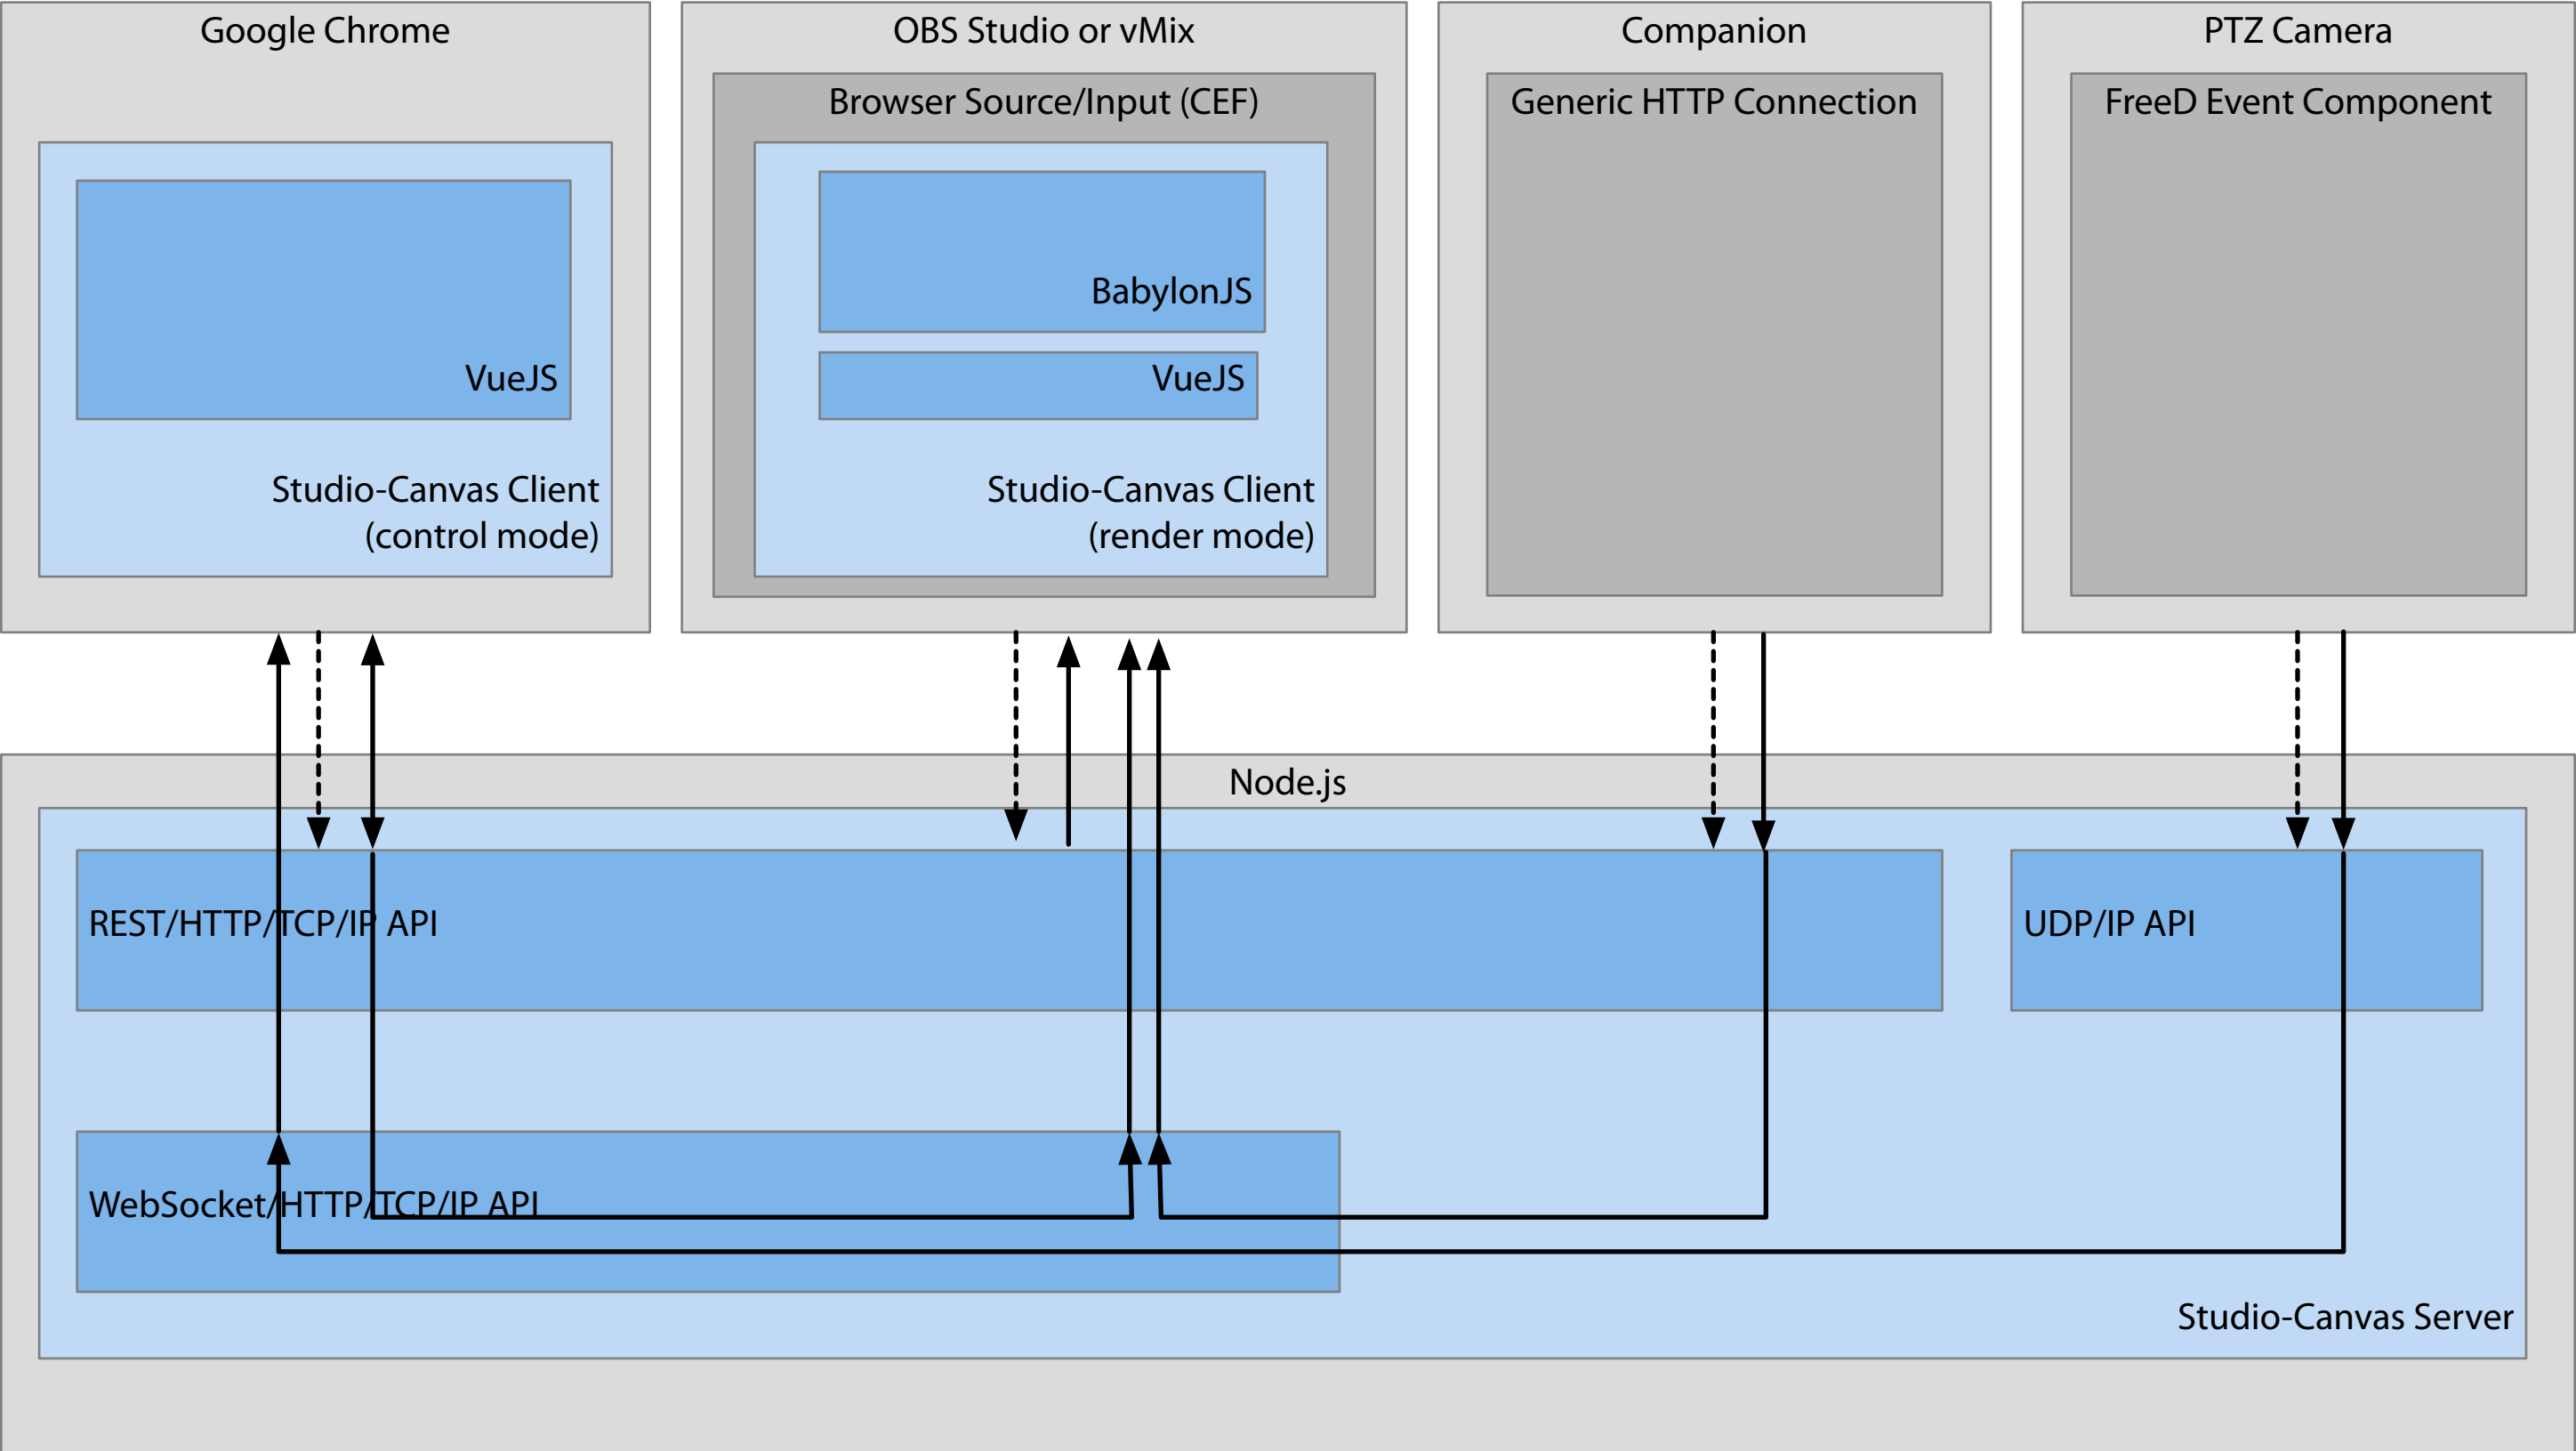 Google Chrome
VueJS
Studio-Canvas Client
(control mode)
OBS Studio or vMix
Browser Source/Input (CEF)
BabylonJS
VueJS
Studio-Canvas Client
(render mode)
Companion
Generic HTTP Connection
PTZ Camera
FreeD Event Component
Node.js
REST/HTTP/TCP/IP API
UDP/IP API
WebSocket/HTTP/TCP/IP API
Studio-Canvas Server